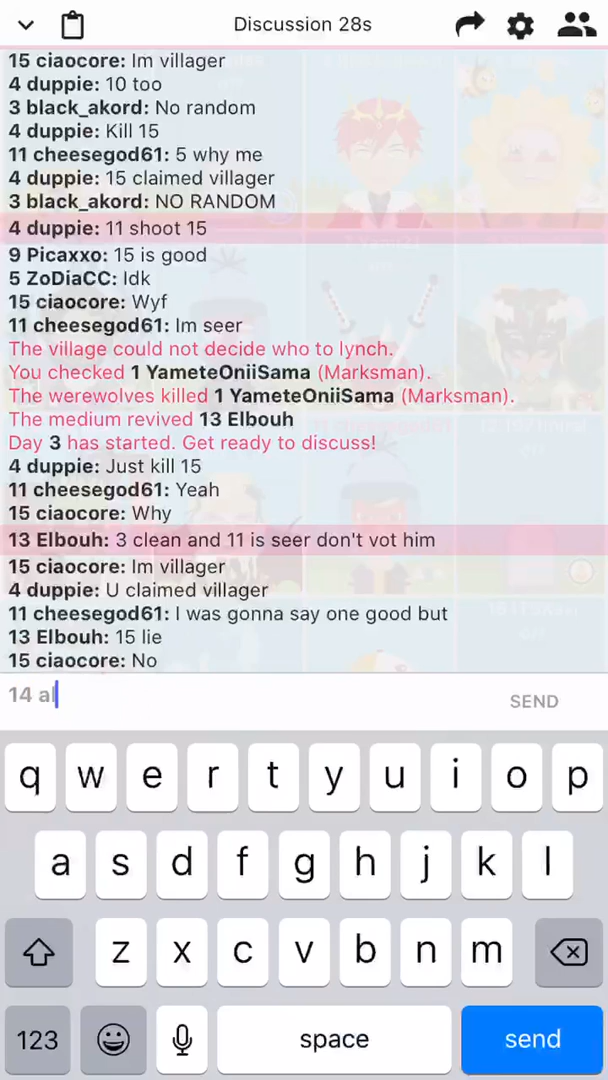 Discussion 28s
15 ciaocore: Im villager
4 duppie: 10 too
3 black_akord: No random
4 duppie: Kill 15
11 cheesegod61: 5 why me
4 duppie: 15 claimed villager
3 black_akord: NO RANDOM
4 duppie: 11 shoot 15
9 Picaxxo: 15 is good
5 ZoDiaCC: Idk
15 ciaocore: Wyf
11 cheesegod61: Im seer
The village could not decide who to lynch.
You checked 1 YameteOniiSama (Marksman).
The werewolves killed 1 YameteOniiSama (Marksman).
The medium revived 13 Elbouh
Day 3 has started. Get ready to discuss!
4 duppie: Just kill 15
11 cheesegod61: Yeah
15 ciaocore: Why
13 Elbouh: 3 clean and 11 is seer don't vot him
15 ciaocore: Im villager
4 duppie: U claimed villager
11 cheesegod61: I was gonna say one good but
13 Elbouh: 15 lie
15 ciaocore: No
14 al
SEND
q w e r t y u i o p
a s d f g h j k l
z x c v b n m
123 space send